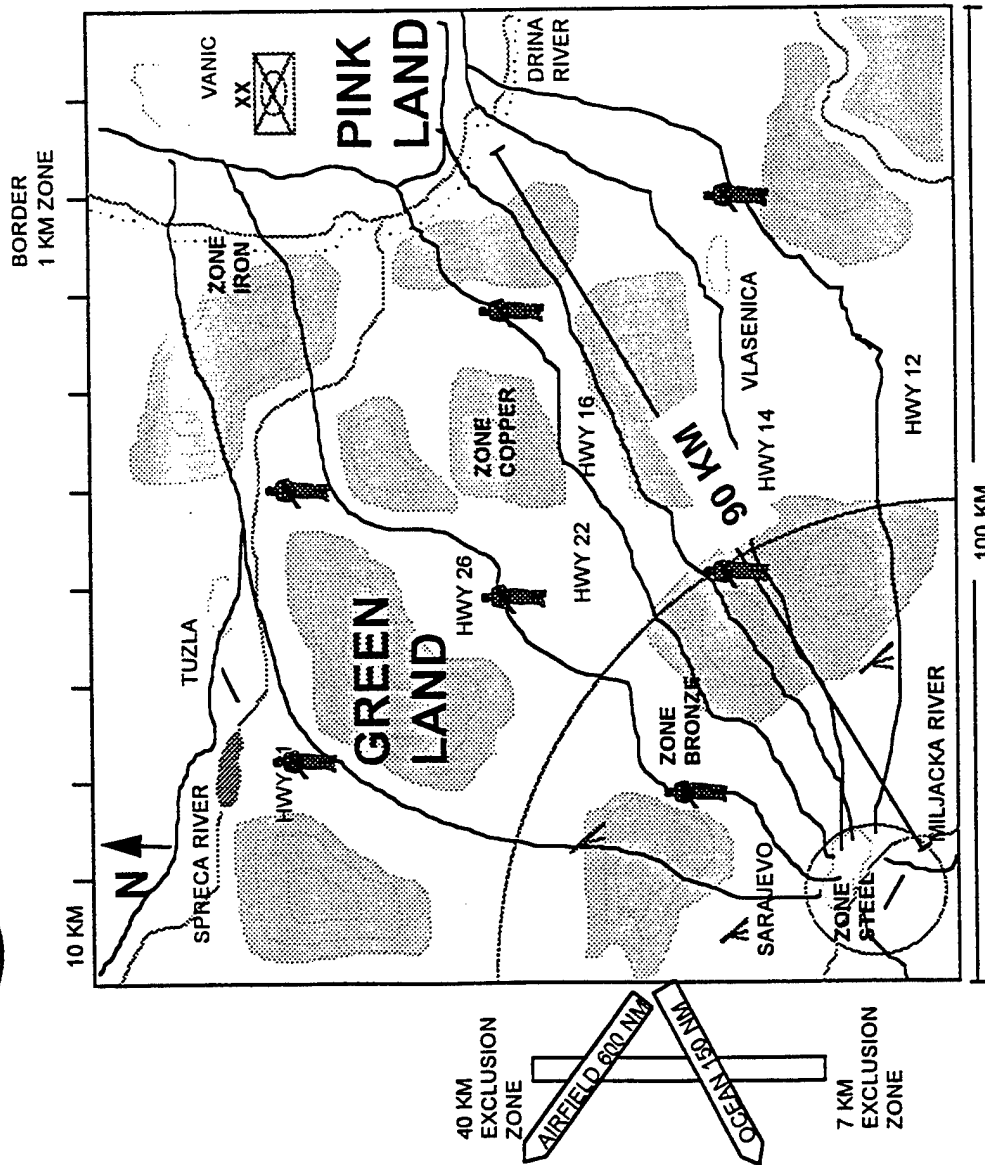 BORDER
1 KM ZONE
10 KM
N
SPRECA RIVER
TUZLA
ZONE
IRON
VANIC
XX
PINK
LAND
DRINA
RIVER
HWY
1
GREEN
LAND
HWY 26
HWY 22
ZONE
COPPER
HWY 16
90 KM
HWY 14
VLASENICA
HWY 12
ZONE
BRONZE
SARAJEVO
ZONE
STEEL
MILJACKA RIVER
100 KM
40 KM
EXCLUSION
ZONE
AIRFIELD 600 NM
OCEAN 150 NM
7 KM
EXCLUSION
ZONE